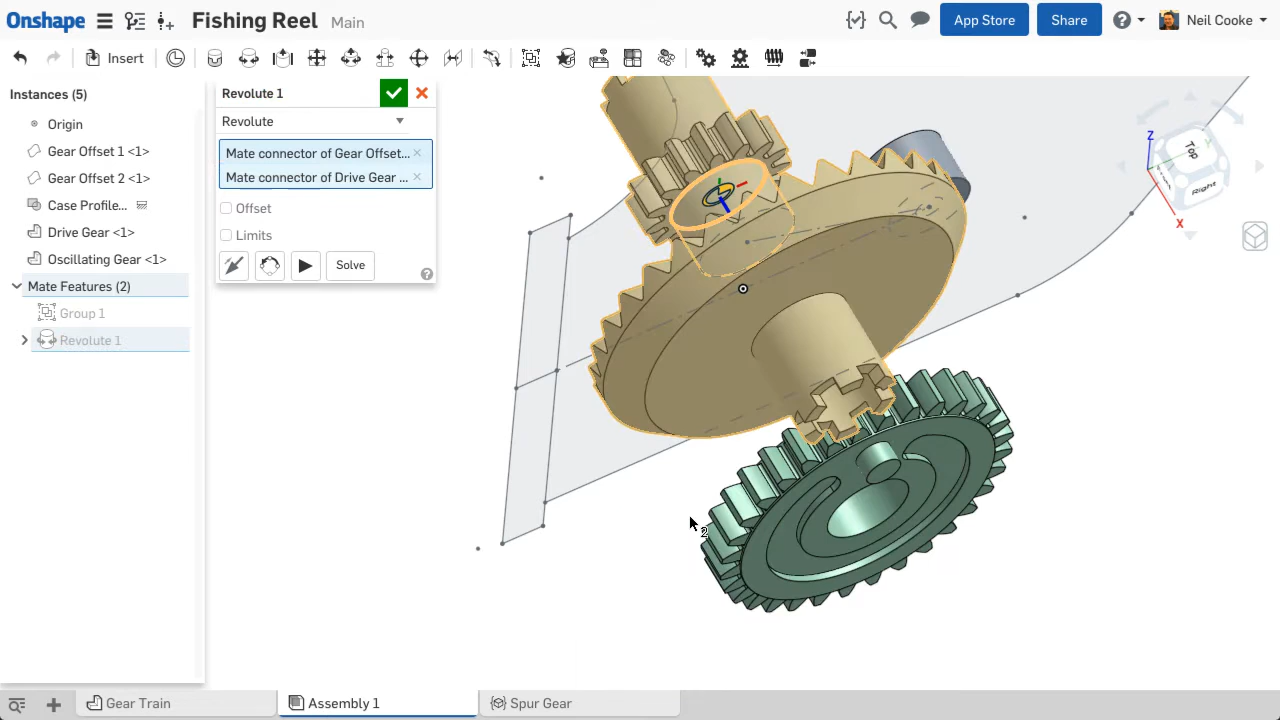 Onshape
Fishing Reel Main
App Store
Share
Neil Cooke
Insert
Instances (5)
Origin
Gear Offset 1 <1>
Gear Offset 2 <1>
Case Profile...
Drive Gear <1>
Oscillating Gear <1>
Mate Features (2)
Group 1
Revolute 1
Revolute 1
Revolute
Mate connector of Gear Offset...
Mate connector of Drive Gear ...
Offset
Limits
Solve
Z
Y
Top
Right
X
2
Gear Train
Assembly 1
Spur Gear